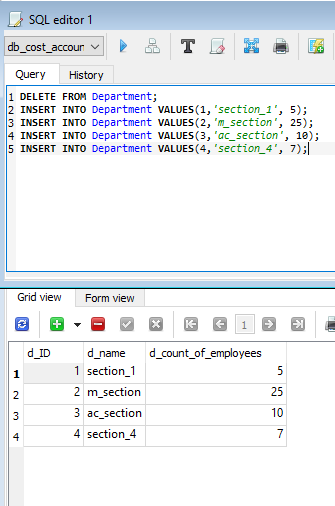 SQL editor 1
db_cost_accour
Query History
1 DELETE FROM Department;
2 INSERT INTO Department VALUES(1,'section_1', 5);
3 INSERT INTO Department VALUES(2,'m_section', 25);
4 INSERT INTO Department VALUES(3,'ac_section', 10);
5 INSERT INTO Department VALUES(4,'section_4', 7);
Grid view Form view
1
d_ID d_name d_count_of_employees
1 1 section_1 5
2 2 m_section 25
3 3 ac_section 10
4 4 section_4 7